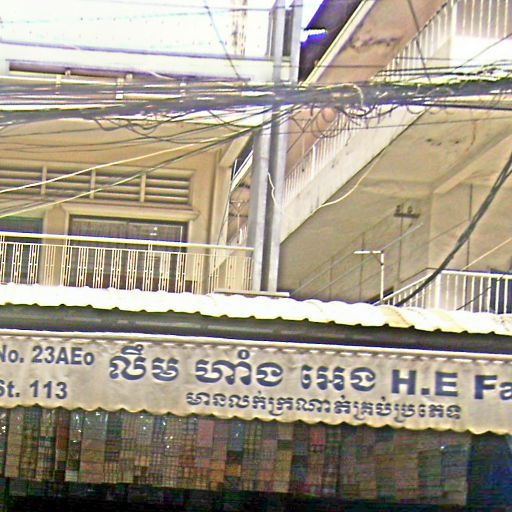 No. 23AEo លឹម ហាំង អេង H.E Fa
St. 113 មានលក់ក្រណាត់គ្រប់ប្រភេទ